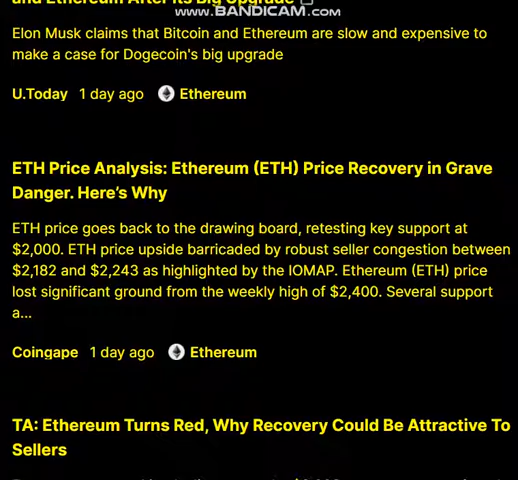 and Ethereum After Its Big Upgrade
www.BANDICAM.com
Elon Musk claims that Bitcoin and Ethereum are slow and expensive to
make a case for Dogecoin's big upgrade
U.Today 1 day ago Ethereum
ETH Price Analysis: Ethereum (ETH) Price Recovery in Grave
Danger. Here's Why
ETH price goes back to the drawing board, retesting key support at
$2,000. ETH price upside barricaded by robust seller congestion between
$2,182 and $2,243 as highlighted by the IOMAP. Ethereum (ETH) price
lost significant ground from the weekly high of $2,400. Several support
a...
Coingape 1 day ago Ethereum
TA: Ethereum Turns Red, Why Recovery Could Be Attractive To
Sellers